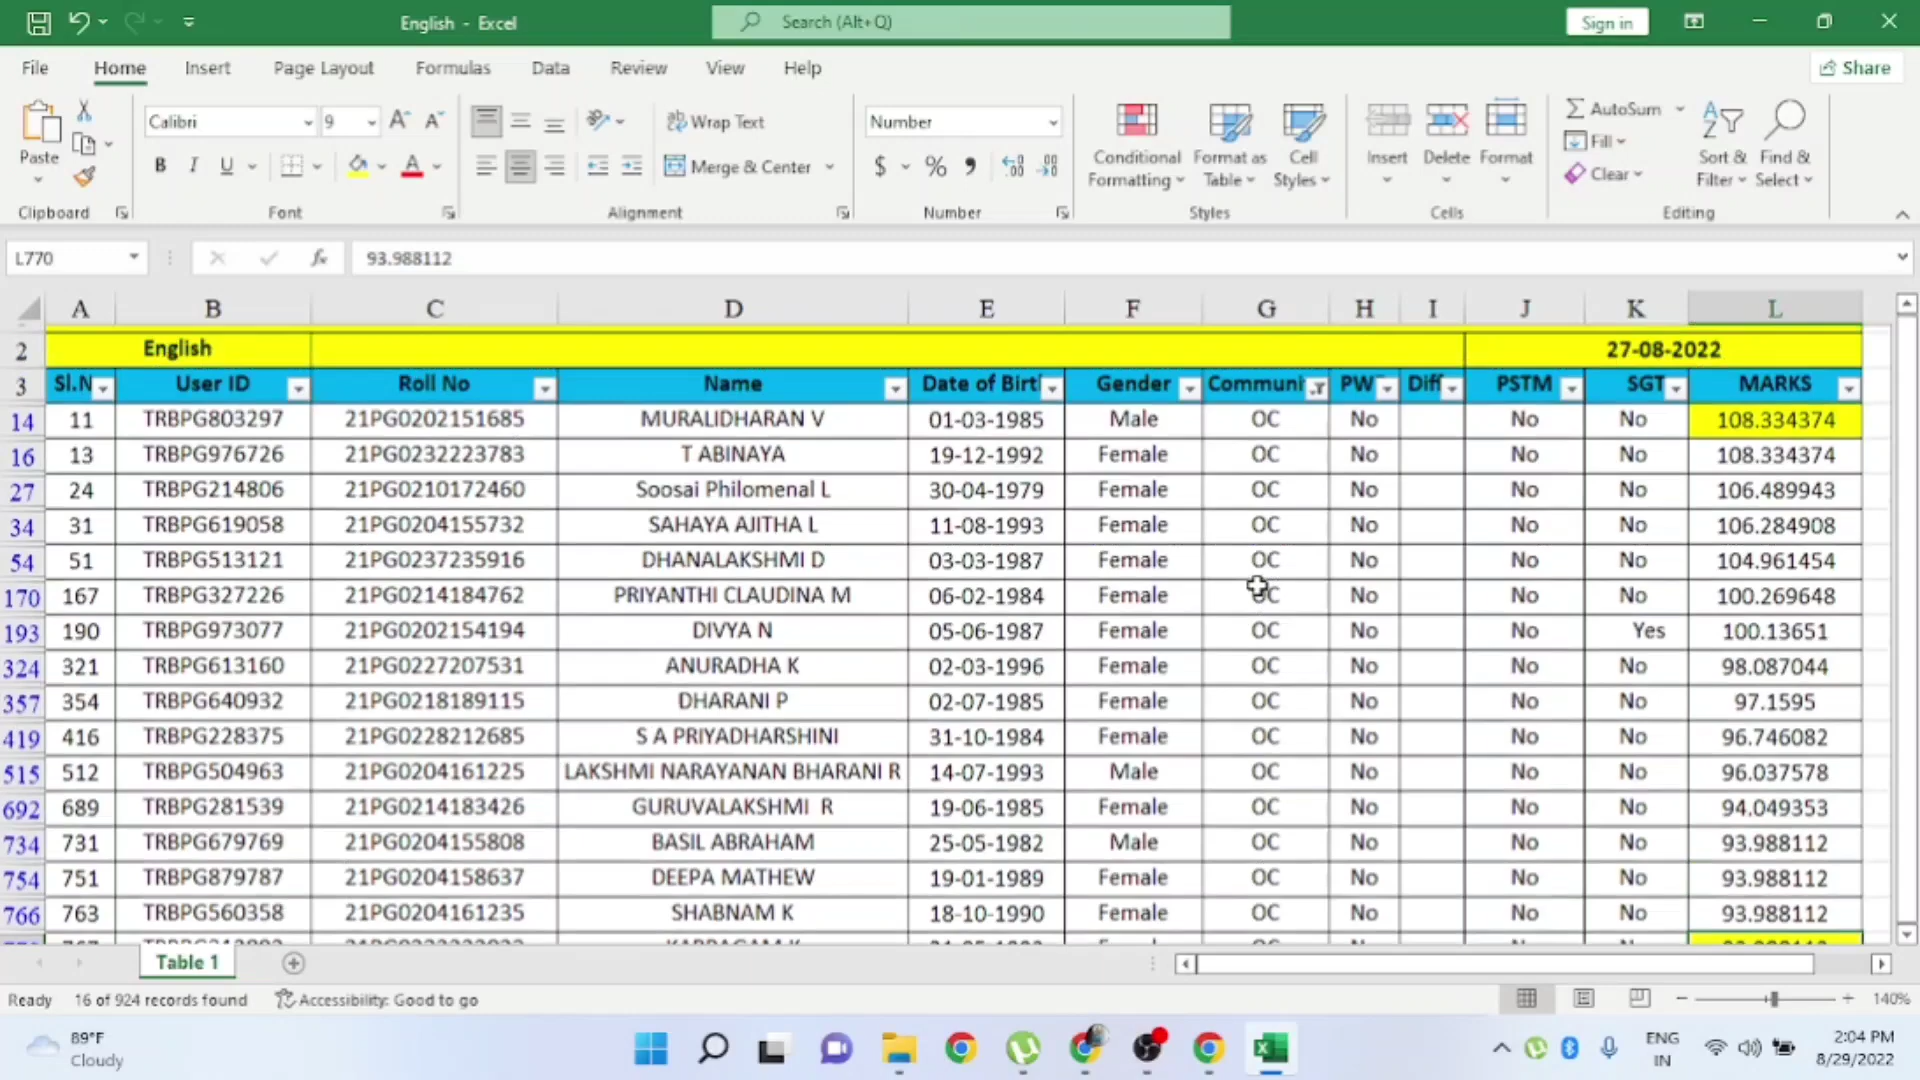 English - Excel
Search (Alt+Q)
Sign in
File Home Insert Page Layout Formulas Data Review View Help
Share
Paste
Clipboard
Calibri 9
B I U
Font
Wrap Text
Merge & Center
Alignment
Number
$ % ,
Number
Conditional Formatting
Format as Table
Cell Styles
Styles
Insert Delete Format
Cells
AutoSum
Fill
Clear
Sort & Filter
Find & Select
Editing
L770 fx 93.988112
A B C D E F G H I J K L
2 English 27-08-2022
3 Sl.N User ID Roll No Name Date of Birtl Gender Communi PW Diff PSTM SGT MARKS
14 11 TRBPG803297 21PG0202151685 MURALIDHARAN V 01-03-1985 Male OC No No No 108.334374
16 13 TRBPG976726 21PG0232223783 T ABINAYA 19-12-1992 Female OC No No No 108.334374
27 24 TRBPG214806 21PG0210172460 Soosai Philomenal L 30-04-1979 Female OC No No No 106.489943
34 31 TRBPG619058 21PG0204155732 SAHAYA AJITHA L 11-08-1993 Female OC No No No 106.284908
54 51 TRBPG513121 21PG0237235916 DHANALAKSHMI D 03-03-1987 Female OC No No No 104.961454
170 167 TRBPG327226 21PG0214184762 PRIYANTHI CLAUDINA M 06-02-1984 Female OC No No No 100.269648
193 190 TRBPG973077 21PG0202154194 DIVYA N 05-06-1987 Female OC No No Yes 100.13651
324 321 TRBPG613160 21PG0227207531 ANURADHA K 02-03-1996 Female OC No No No 98.087044
357 354 TRBPG640932 21PG0218189115 DHARANI P 02-07-1985 Female OC No No No 97.1595
419 416 TRBPG228375 21PG0228212685 S A PRIYADHARSHINI 31-10-1984 Female OC No No No 96.746082
515 512 TRBPG504963 21PG0204161225 LAKSHMI NARAYANAN BHARANI R 14-07-1993 Male OC No No No 96.037578
692 689 TRBPG281539 21PG0214183426 GURUVALAKSHMI R 19-06-1985 Female OC No No No 94.049353
734 731 TRBPG679769 21PG0204155808 BASIL ABRAHAM 25-05-1982 Male OC No No No 93.988112
754 751 TRBPG879787 21PG0204158637 DEEPA MATHEW 19-01-1989 Female OC No No No 93.988112
766 763 TRBPG560358 21PG0204161235 SHABNAM K 18-10-1990 Female OC No No No 93.988112
Table 1
Ready 16 of 924 records found Accessibility: Good to go 140%
89°F
Cloudy
ENG
IN
2:04 PM
8/29/2022